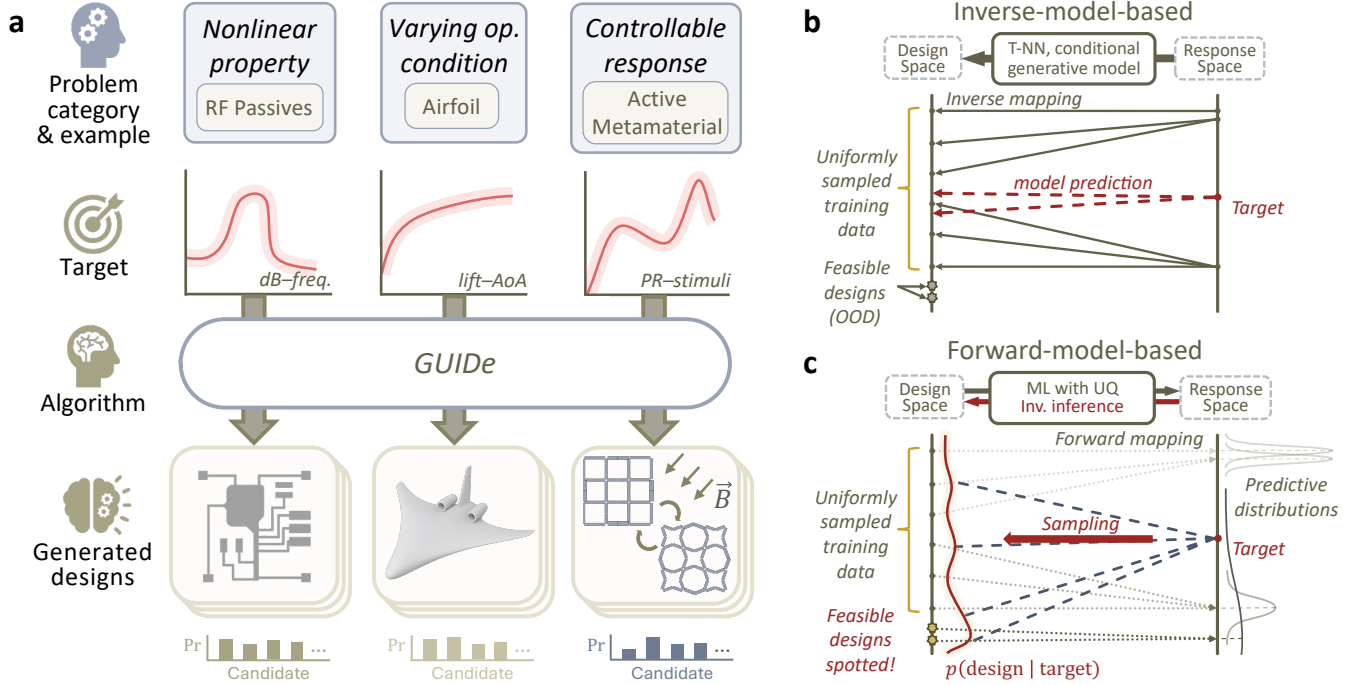 a
Problem
category
& example
Nonlinear
property
RF Passives
Varying op.
condition
Airfoil
Controllable
response
Active
Metamaterial
Target
dB–freq.
lift–AoA
PR–stimuli
Algorithm
GUIDe
Generated
designs
B
Pr
...
Candidate
Pr
...
Candidate
Pr
...
Candidate
b
Inverse-model-based
Design
Space
T-NN, conditional
generative model
Response
Space
Inverse mapping
Uniformly
sampled
training
data
model prediction
Target
Feasible
designs
(OOD)
c
Forward-model-based
Design
Space
ML with UQ
Inv. inference
Response
Space
Forward mapping
Uniformly
sampled
training
data
Predictive
distributions
Sampling
Target
Feasible
designs
spotted!
p(design | target)